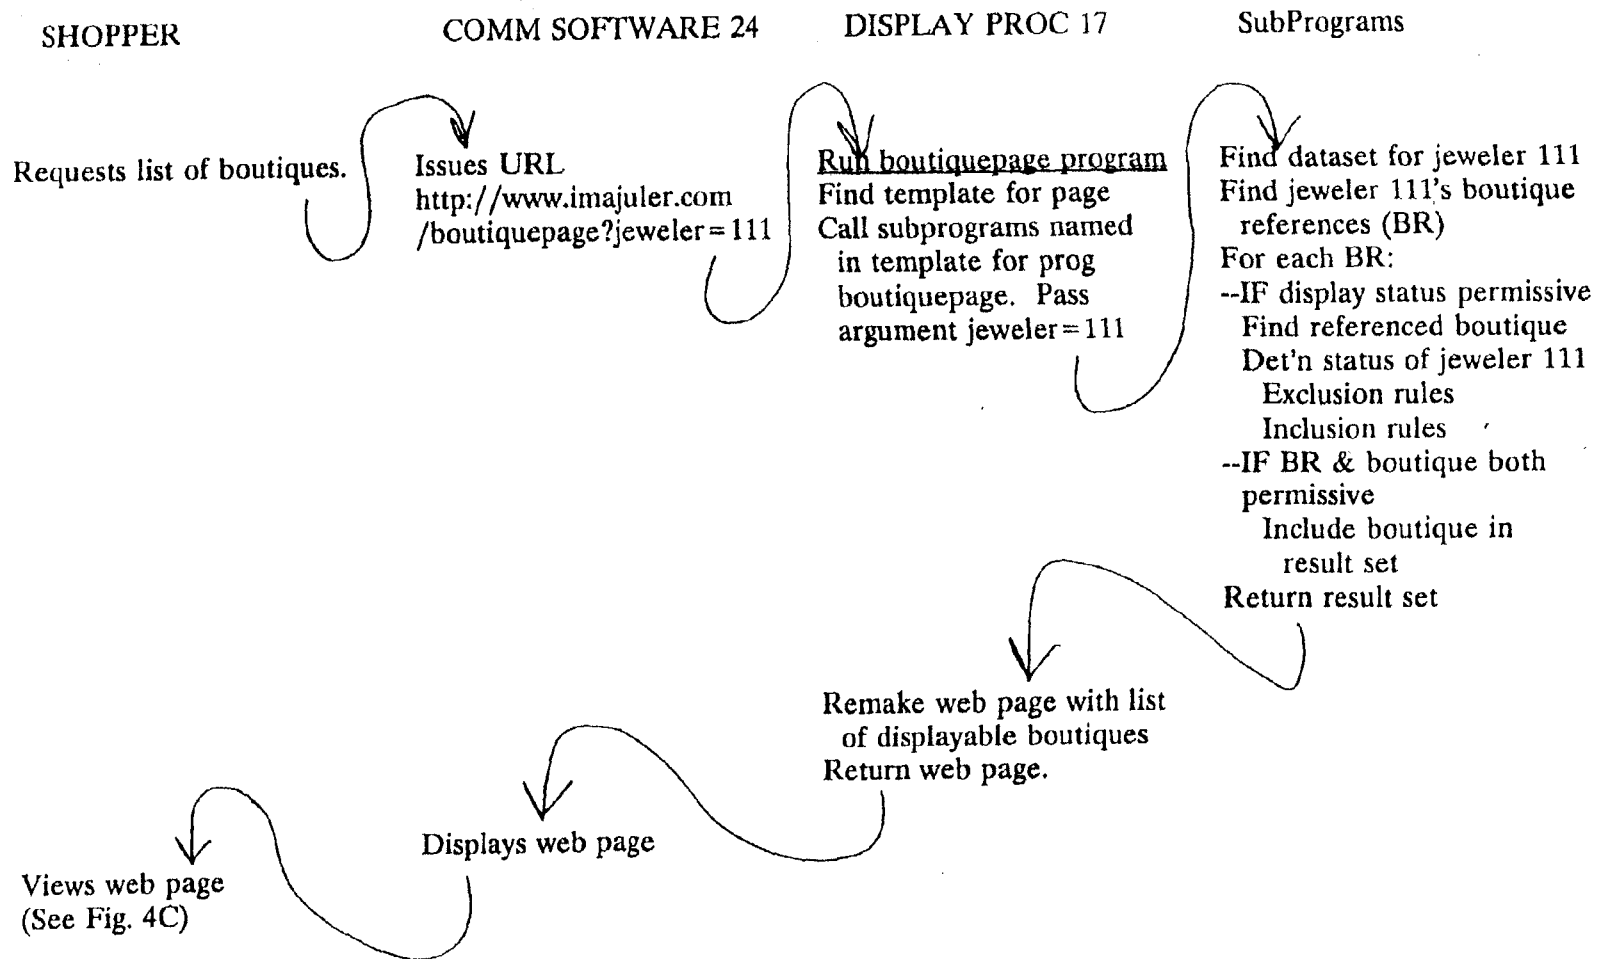 SHOPPER
COMM SOFTWARE 24
DISPLAY PROC 17
SubPrograms
Requests list of boutiques.
Issues URL
http://www.imajuler.com
/boutiquepage?jeweler=111
Run boutiquepage program
Find template for page
Call subprograms named
in template for prog
boutiquepage. Pass
argument jeweler=111
Find dataset for jeweler 111
Find jeweler 111's boutique
references (BR)
For each BR:
--IF display status permissive
Find referenced boutique
Det'n status of jeweler 111
Exclusion rules
Inclusion rules
--IF BR & boutique both
permissive
Include boutique in
result set
Return result set
Remake web page with list
of displayable boutiques
Return web page.
Displays web page
Views web page
(See Fig. 4C)